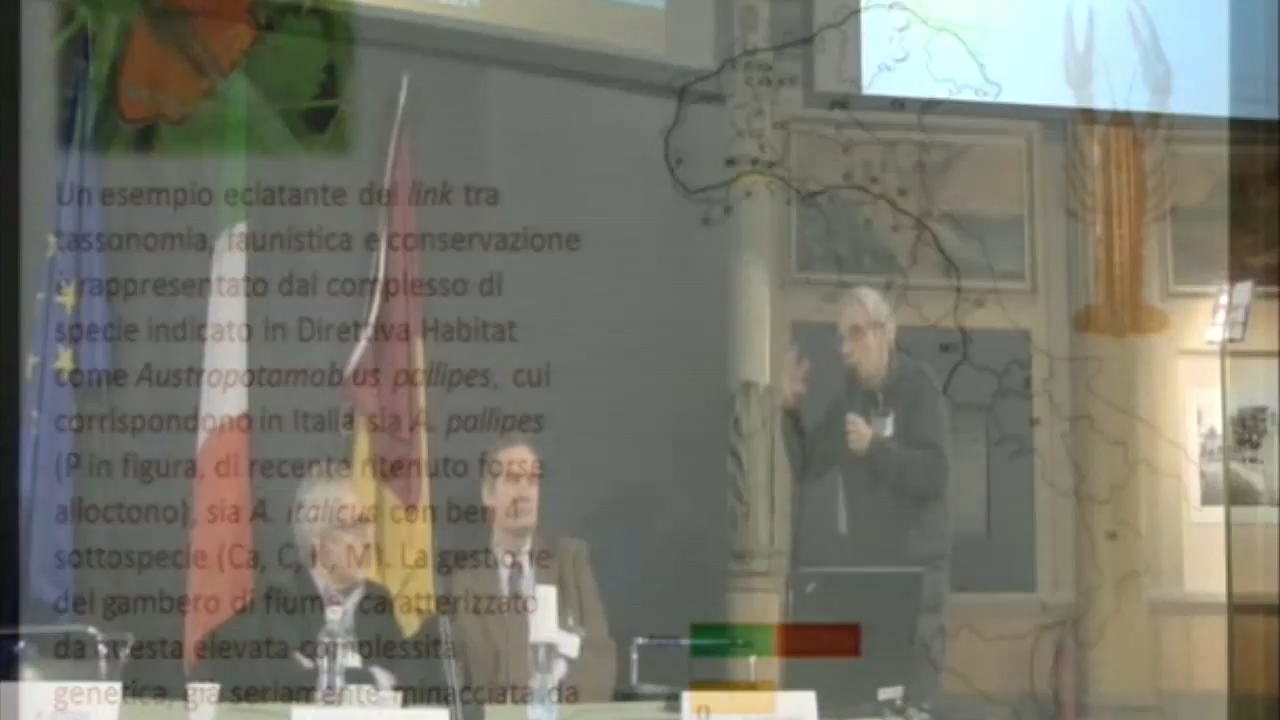 Un esempio eclatante del link tra
tassonomia, faunistica e conservazione
è rappresentato dal complesso di
specie indicato in Direttiva Habitat
come Austropotamobius pallipes, cui
corrispondono in Italia sia A. pallipes
(P in figura, di recente ritenuto forse
alloctono), sia A. italicus con ben 4
sottospecie (Ca, C, I, M). La gestione
del gambero di fiume, caratterizzato
da questa elevata complessità
genetica, già seriamente minacciata da